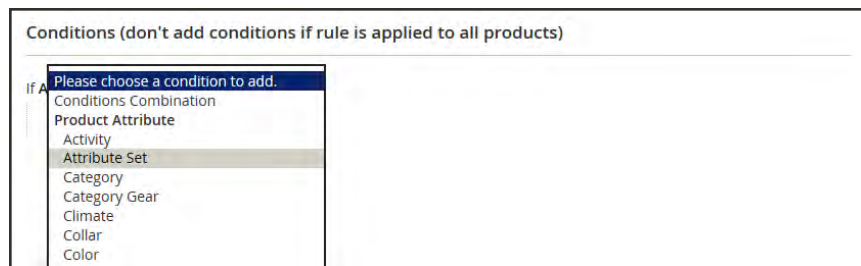 Conditions (don't add conditions if rule is applied to all products)
If A
Please choose a condition to add.
Conditions Combination
Product Attribute
Activity
Attribute Set
Category
Category Gear
Climate
Collar
Color